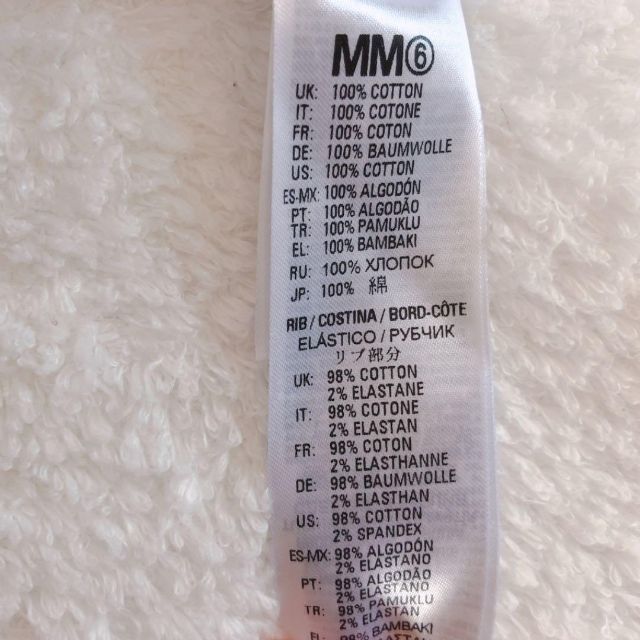 MM⑥
UK: 100% COTTON
IT: 100% COTONE
FR: 100% COTON
DE: 100% BAUMWOLLE
US: 100% COTTON
ES-MX: 100% ALGODÓN
PT: 100% ALGODÃO
TR: 100% PAMUKLU
EL: 100% BAMBAKI
RU: 100% ХЛОПОК
JP: 100% 綿
RIB / COSTINA / BORD-CÔTE
ELÁSTICO / РУБЧИК
リブ部分
UK: 98% COTTON
2% ELASTANE
IT: 98% COTONE
2% ELASTAN
FR: 98% COTON
2% ELASTHANNE
DE: 98% BAUMWOLLE
2% ELASTHAN
US: 98% COTTON
2% SPANDEX
ES-MX: 98% ALGODÓN
2% ELASTANO
PT: 98% ALGODÃO
2% ELASTANO
TR: 98% PAMUKLU
2% ELASTAN
98%